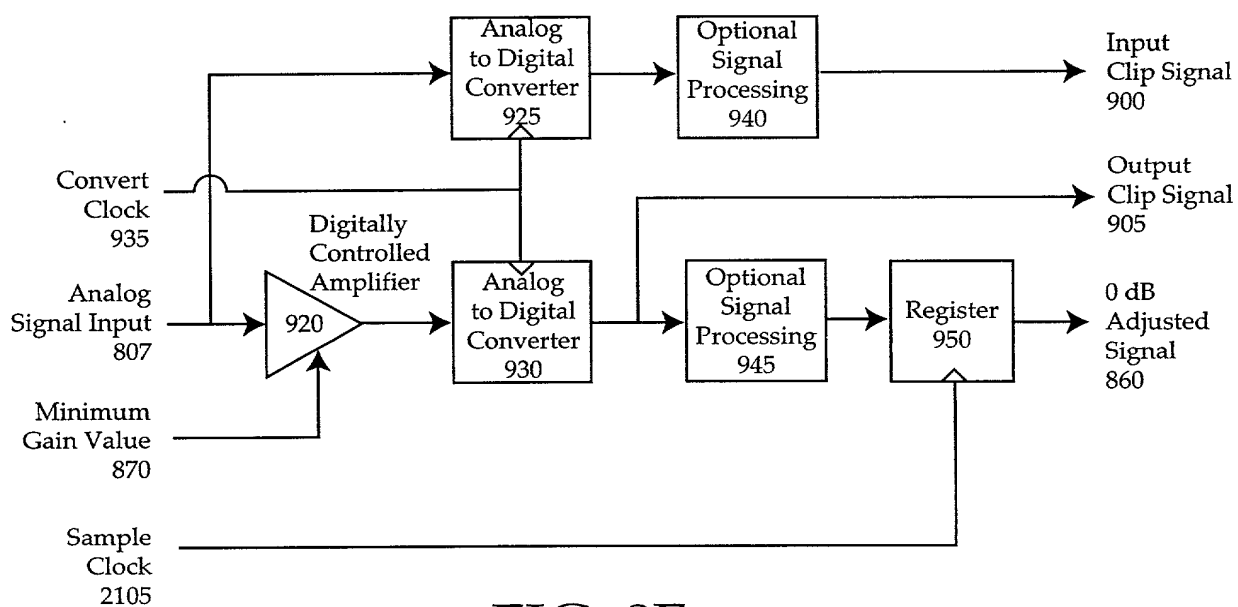 Analog
to Digital
Converter
925
Optional
Signal
Processing
940
Input
Clip Signal
900
Convert
Clock
935
Output
Clip Signal
905
Digitally
Controlled
Amplifier
Analog
Signal Input
807
920
Analog
to Digital
Converter
930
Optional
Signal
Processing
945
Register
950
0 dB
Adjusted
Signal
860
Minimum
Gain Value
870
Sample
Clock
2105